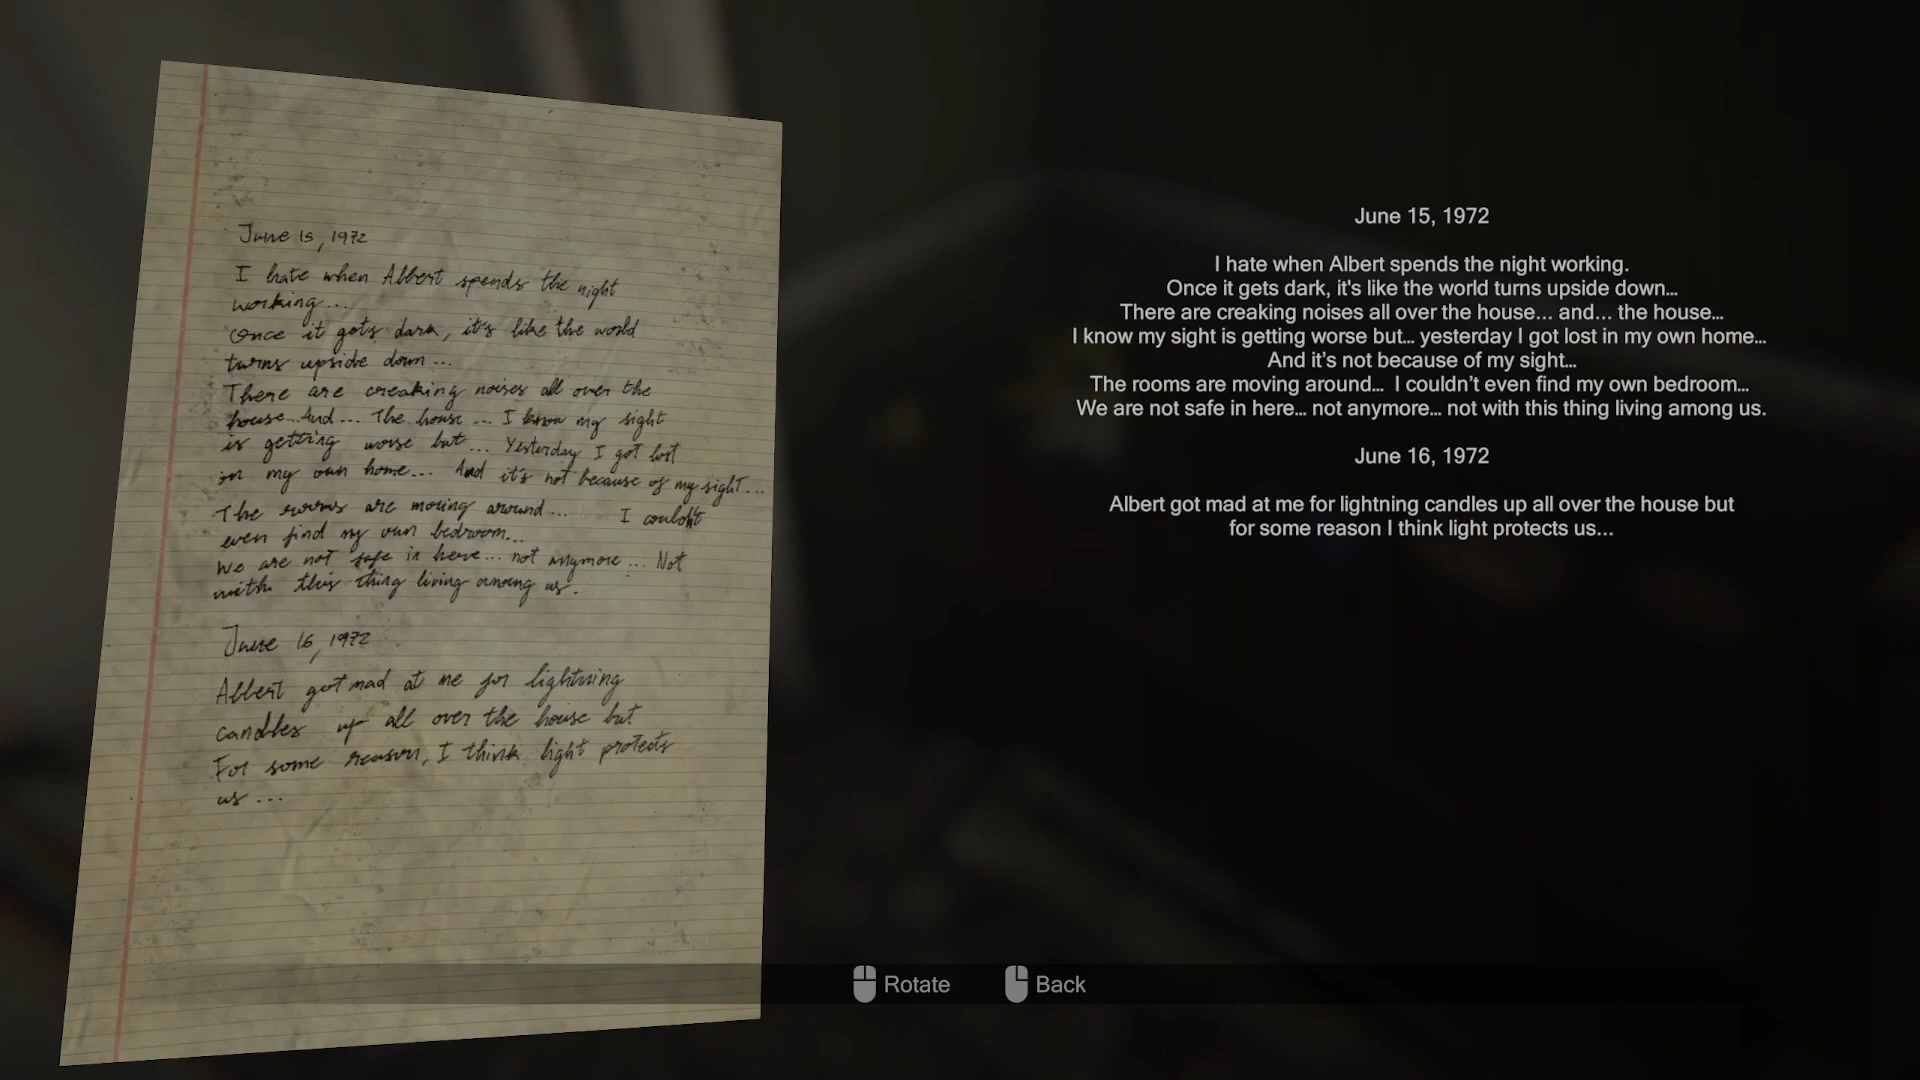 June 15, 1972
I hate when Albert spends the night
working...
Once it gets dark, it's like the world
turns upside down...
There are creaking noises all over the
house...And... The house... I know my sight
is getting worse but... Yesterday I got lost
in my own home... And it's not because of my sight...
The rooms are moving around... I couldn't
even find my own bedroom...
We are not safe in here... not anymore... Not
with this thing living among us.
June 16, 1972
Albert got mad at me for lightning
candles up all over the house but
For some reason, I think light protects
us...
June 15, 1972
I hate when Albert spends the night working.
Once it gets dark, it's like the world turns upside down...
There are creaking noises all over the house... and... the house...
I know my sight is getting worse but... yesterday I got lost in my own home...
And it’s not because of my sight...
The rooms are moving around... I couldn’t even find my own bedroom...
We are not safe in here... not anymore... not with this thing living among us.
June 16, 1972
Albert got mad at me for lightning candles up all over the house but
for some reason I think light protects us...
Rotate Back